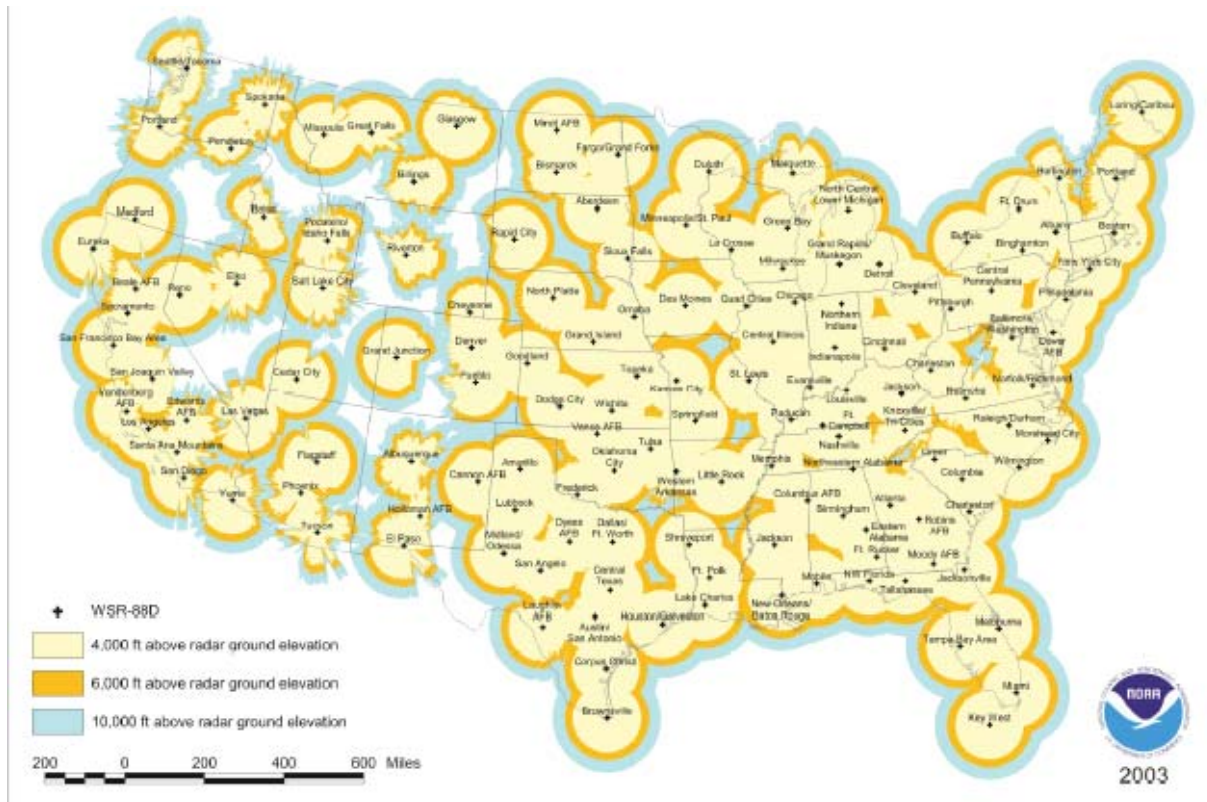 Seattle/Tacoma
Spokane
Portland
Pendleton
Missoula
Great Falls
Glasgow
Billings
Minot AFB
Fargo/Grand Forks
Bismarck
Aberdeen
Duluth
Marquette
North Central
Lower Michigan
Loring/Caribou
Burlington
Portland
Medford
Eureka
Boise
Pocatello/
Idaho Falls
Riverton
Rapid City
Sioux Falls
Minneapolis/St. Paul
Green Bay
La Crosse
Milwaukee
Grand Rapids/
Muskegon
Detroit
Buffalo
Ft. Drum
Albany
Boston
Binghamton
New York City
Beale AFB
Reno
Elko
Salt Lake City
Sacramento
Cheyenne
North Platte
Omaha
Des Moines
Quad Cities
Chicago
Northern
Indiana
Cleveland
Pittsburgh
Central
Pennsylvania
Philadelphia
San Francisco Bay Area
Grand Junction
Denver
Grand Island
Central Illinois
Indianapolis
Cincinnati
Baltimore/
Washington
Dover
AFB
San Joaquin Valley
Cedar City
Pueblo
Goodland
Topeka
Kansas City
St. Louis
Evansville
Louisville
Charleston
Jackson
Norfolk/Richmond
Vandenberg
AFB
Edwards
AFB
Las Vegas
Los Angeles
Dodge City
Wichita
Springfield
Paducah
Ft.
Campbell
Nashville
Knoxville/
Tri Cities
Raleigh/Durham
Morehead City
Santa Ana Mountains
San Diego
Yuma
Flagstaff
Phoenix
Tucson
Albuquerque
Holloman AFB
El Paso
Cannon AFB
Amarillo
Vance AFB
Tulsa
Oklahoma
City
Frederick
Western
Arkansas
Little Rock
Memphis
Northeastern Alabama
Greer
Columbia
Wilmington
Lubbock
Midland/
Odessa
Dyess
AFB
Dallas/
Ft. Worth
San Angelo
Central
Texas
Shreveport
Ft. Polk
Jackson
Columbus AFB
Birmingham
Atlanta
Robins
AFB
Charleston
Eastern
Alabama
Ft. Rucker
Moody AFB
Jacksonville
Mobile
NW Florida
Tallahassee
Laughlin
AFB
Austin/
San Antonio
Houston/Galveston
Lake Charles
New Orleans/
Baton Rouge
Melbourne
Tampa Bay Area
Miami
Key West
Corpus Christi
Brownsville
WSR-88D
4,000 ft above radar ground elevation
6,000 ft above radar ground elevation
10,000 ft above radar ground elevation
200 0 200 400 600 Miles
NOAA
2003